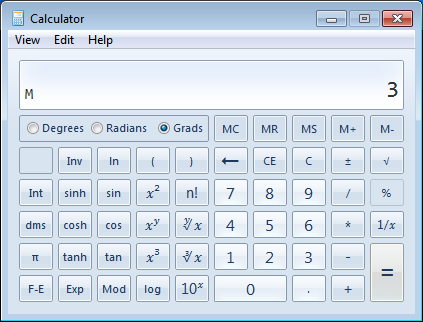 Calculator
View Edit Help
M 3
Degrees Radians Grads MC MR MS M+ M-
Inv ln ( ) ← CE C ± √
Int sinh sin x² n! 7 8 9 / %
dms cosh cos xʸ ʸ√x 4 5 6 * 1/x
π tanh tan x³ ³√x 1 2 3 - =
F-E Exp Mod log 10ˣ 0 . +